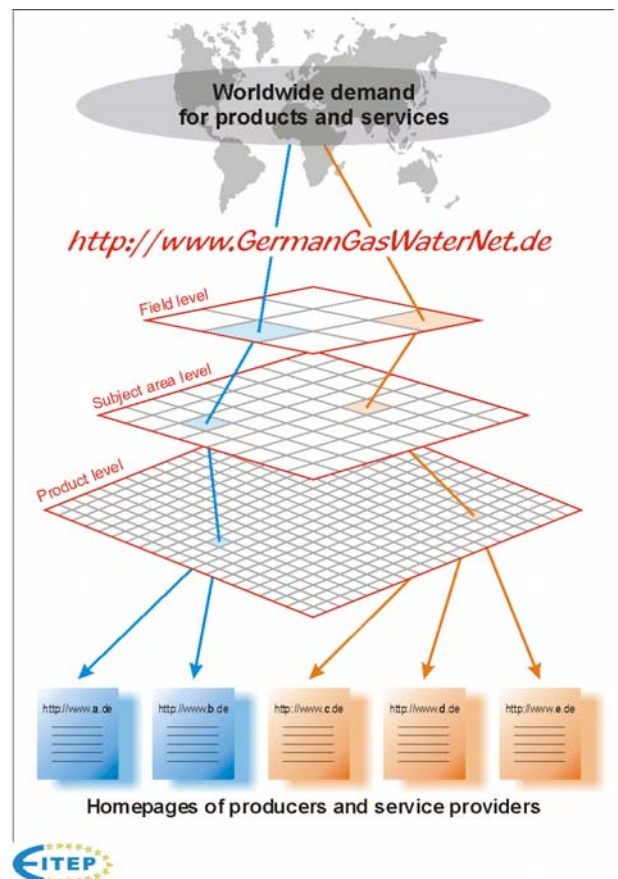 Worldwide demand
for products and services
http://www.GermanGasWaterNet.de
Field level
Subject area level
Product level
http://www.a.de
http://www.b.de
http://www.c.de
http://www.d.de
http://www.e.de
Homepages of producers and service providers
EITEP